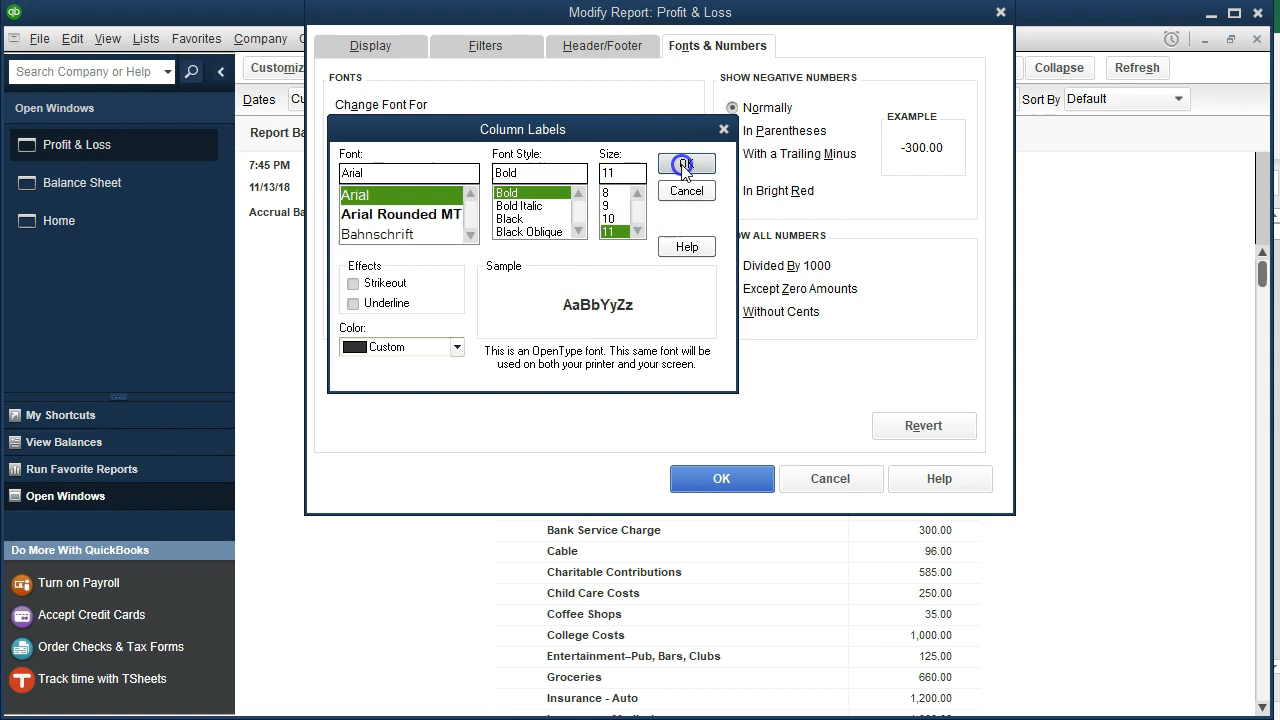 Modify Report: Profit & Loss
File Edit View Lists Favorites Company
Search Company or Help
Open Windows
Profit & Loss
Balance Sheet
Home
My Shortcuts
View Balances
Run Favorite Reports
Open Windows
Do More With QuickBooks
Turn on Payroll
Accept Credit Cards
Order Checks & Tax Forms
Track time with TSheets
Dates
7:45 PM
11/13/18
Display Filters Header/Footer Fonts & Numbers
FONTS
Change Font For
SHOW NEGATIVE NUMBERS
Normally
In Parentheses
With a Trailing Minus
In Bright Red
EXAMPLE
-300.00
Divided By 1000
Except Zero Amounts
Without Cents
Revert
OK Cancel Help
Column Labels
Font: Font Style: Size:
Arial Bold 11
Arial
Arial Rounded MT
Bahnschrift
Bold
Bold Italic
Black
Black Oblique
8
9
10
11
OK
Cancel
Help
Effects
Strikeout
Underline
Sample
AaBbYyZz
Color:
Custom
This is an OpenType font. This same font will be
used on both your printer and your screen.
Collapse Refresh
Sort By Default
Bank Service Charge 300.00
Cable 96.00
Charitable Contributions 585.00
Child Care Costs 250.00
Coffee Shops 35.00
College Costs 1,000.00
Entertainment–Pub, Bars, Clubs 125.00
Groceries 660.00
Insurance - Auto 1,200.00